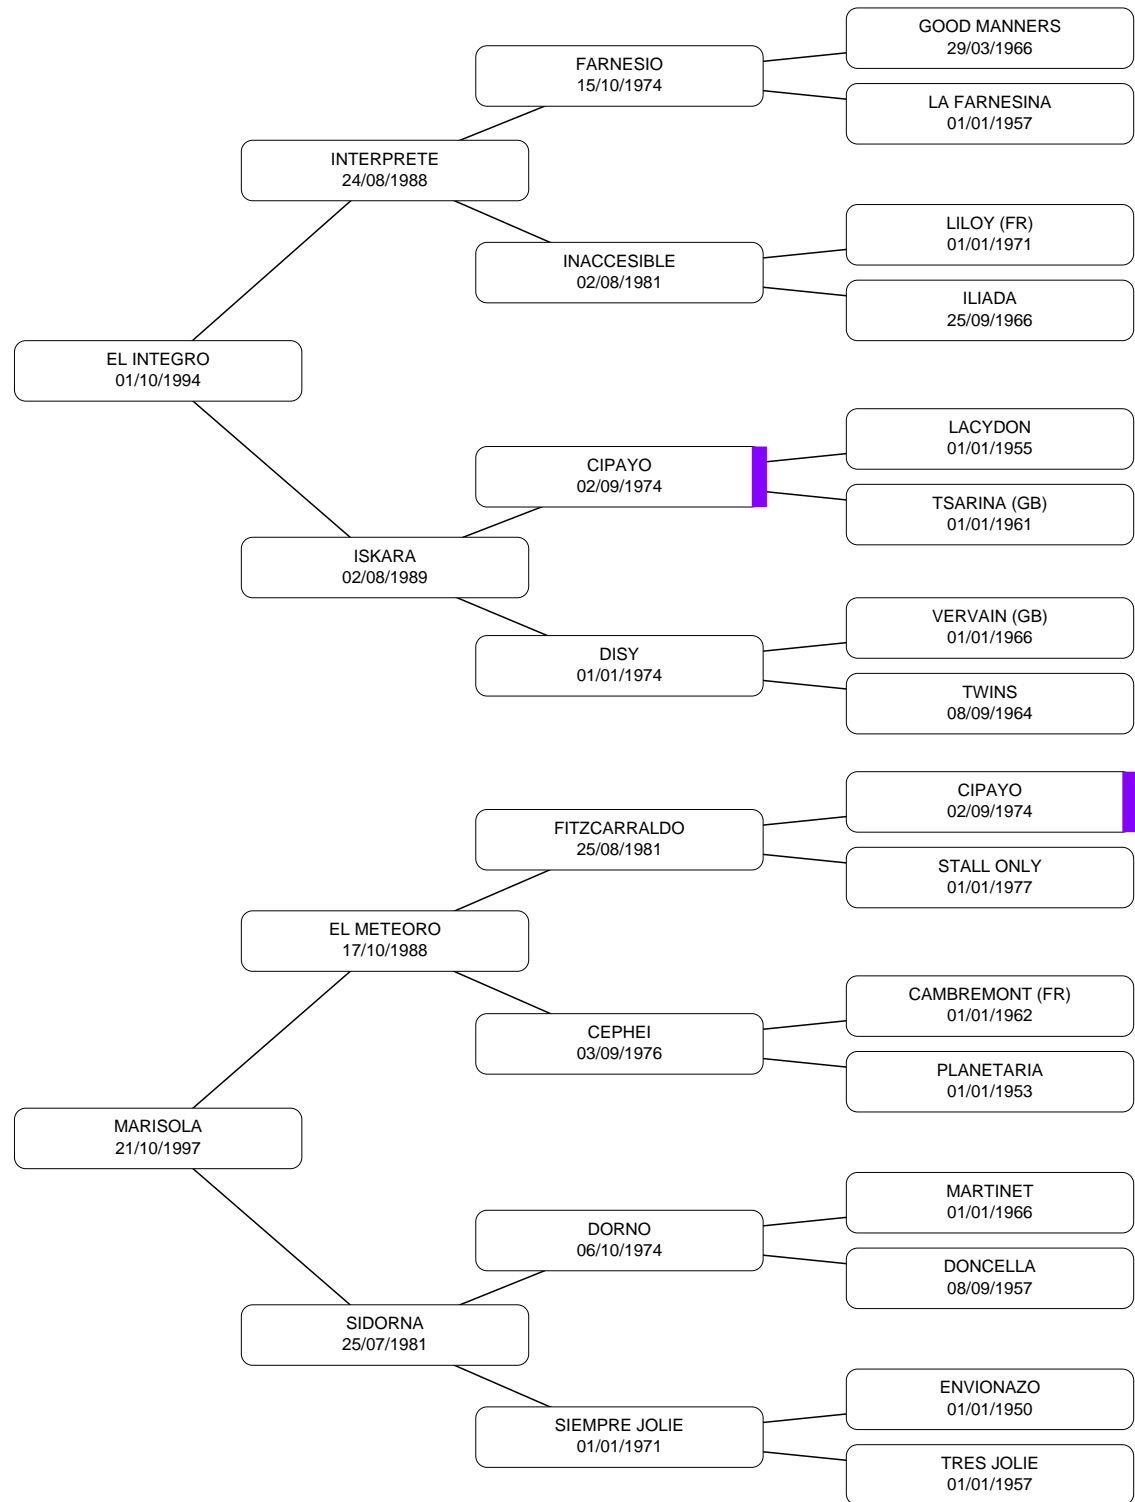 GOOD MANNERS
29/03/1966
FARNESIO
15/10/1974
LA FARNESINA
01/01/1957
INTERPRETE
24/08/1988
LILOY (FR)
01/01/1971
INACCESIBLE
02/08/1981
ILIADA
25/09/1966
EL INTEGRO
01/10/1994
LACYDON
01/01/1955
CIPAYO
02/09/1974
TSARINA (GB)
01/01/1961
ISKARA
02/08/1989
VERVAIN (GB)
01/01/1966
DISY
01/01/1974
TWINS
08/09/1964
CIPAYO
02/09/1974
FITZCARRALDO
25/08/1981
STALL ONLY
01/01/1977
EL METEORO
17/10/1988
CAMBREMONT (FR)
01/01/1962
CEPHEI
03/09/1976
PLANETARIA
01/01/1953
MARISOLA
21/10/1997
MARTINET
01/01/1966
DORNO
06/10/1974
DONCELLA
08/09/1957
SIDORNA
25/07/1981
ENVIONAZO
01/01/1950
SIEMPRE JOLIE
01/01/1971
TRES JOLIE
01/01/1957